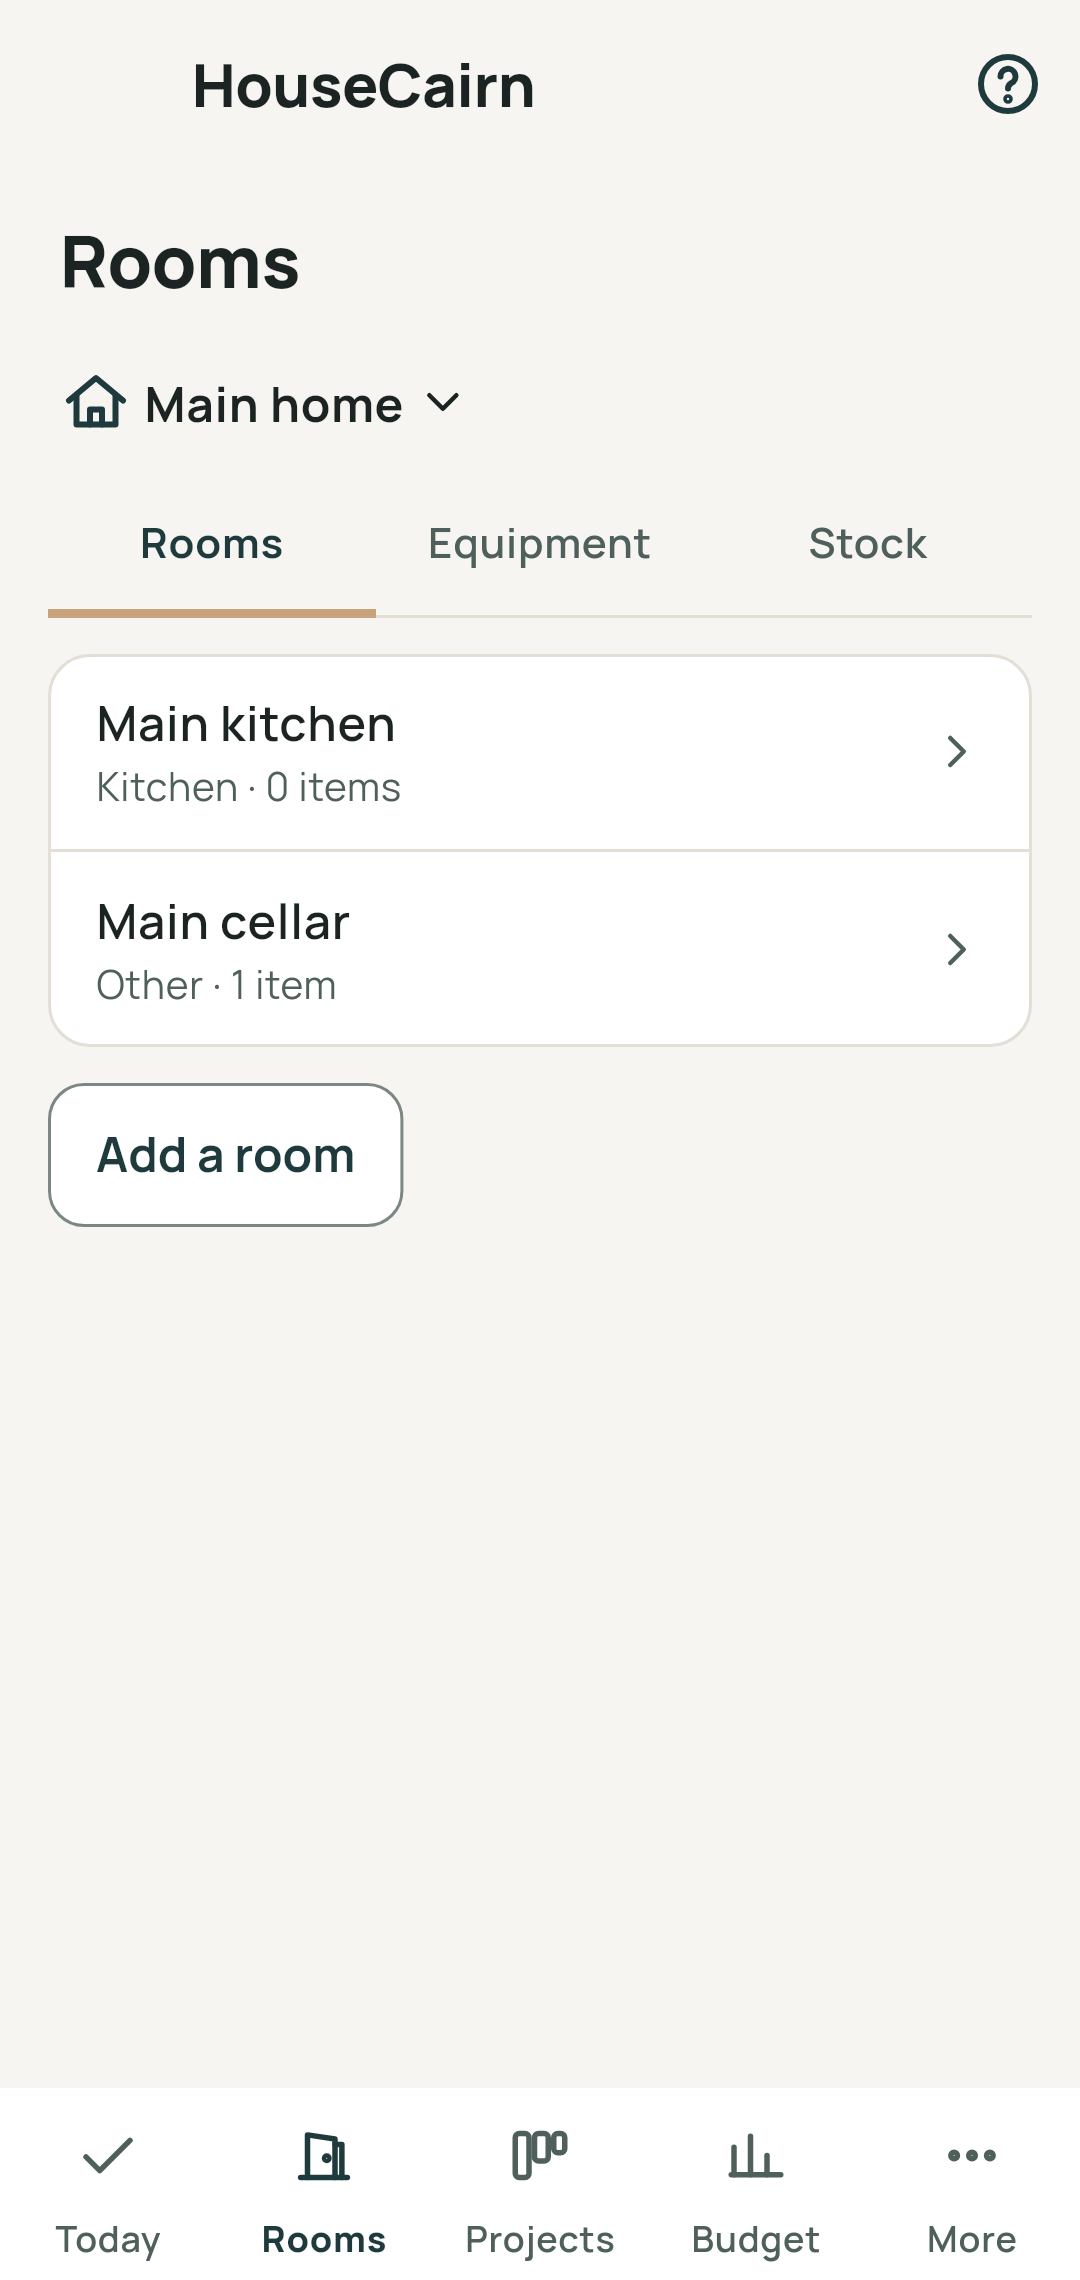 HouseCairn
Rooms
Main home
Rooms
Equipment
Stock
Main kitchen
Kitchen · 0 items
Main cellar
Other · 1 item
Add a room
Today
Rooms
Projects
Budget
More